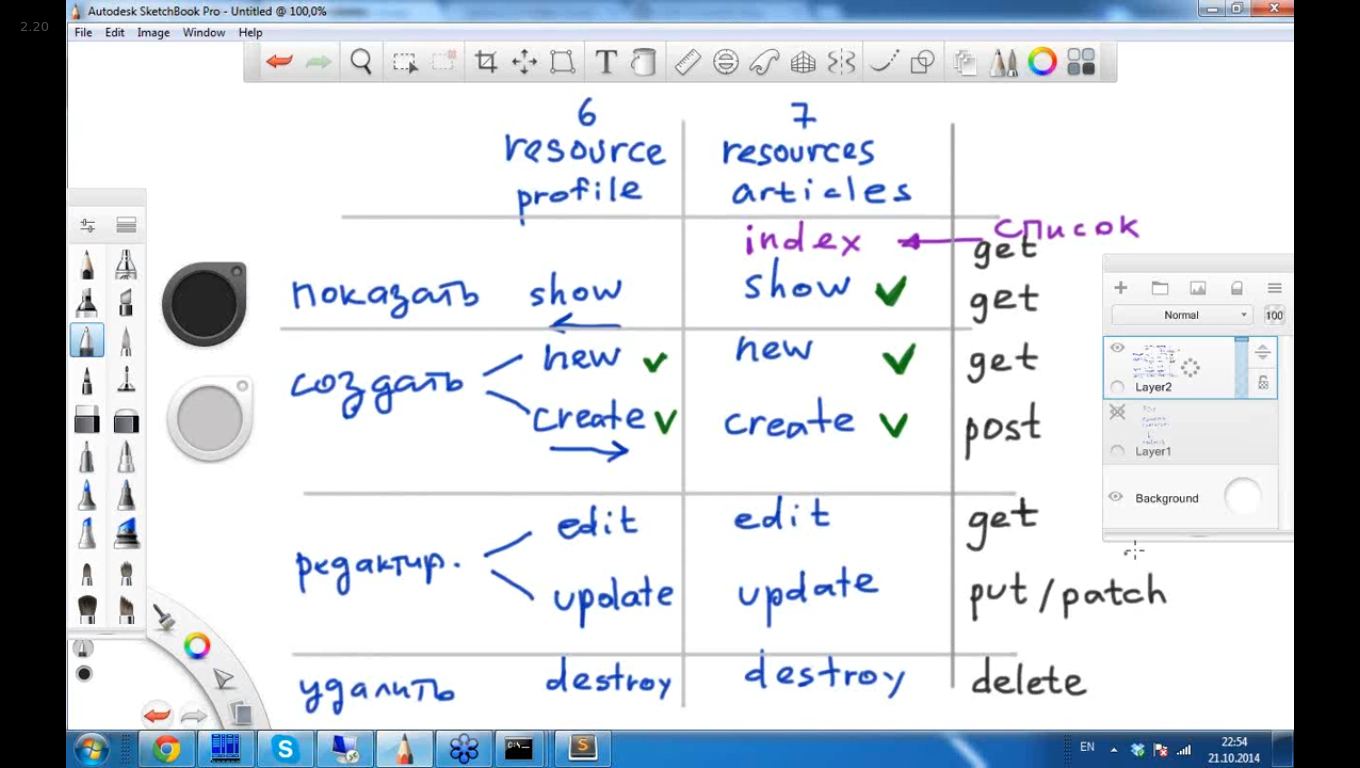 2.20
Autodesk SketchBook Pro - Untitled @ 100,0%
File Edit Image Window Help
6 7
resource resources
profile articles
index список
get
показать show show get
new new get
создать
create create post
edit edit get
редактир.
update update put / patch
удалить destroy destroy delete
Normal 100
Layer2
Layer1
Background
EN 22:54
21.10.2014